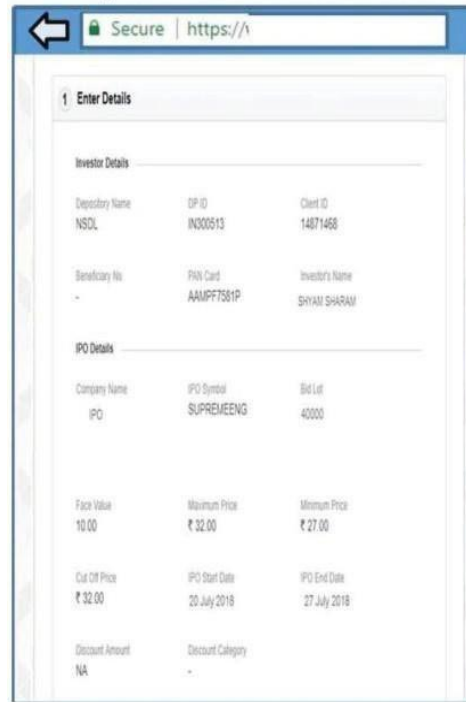 Secure | https://
1 Enter Details
Investor Details
Depository Name DP ID Client ID
NSDL IN300513 14871468
Beneficiary No PAN Card Investor's Name
- AAMPF7581P SHYAM SHARAM
IPO Details
Company Name IPO Symbol Bid Lot
IPO SUPREMEENG 40000
Face Value Maximum Price Minimum Price
10.00 ₹ 32.00 ₹ 27.00
Cut Off Price IPO Start Date IPO End Date
₹ 32.00 20 July 2018 27 July 2018
Discount Amount Discount Category
NA -